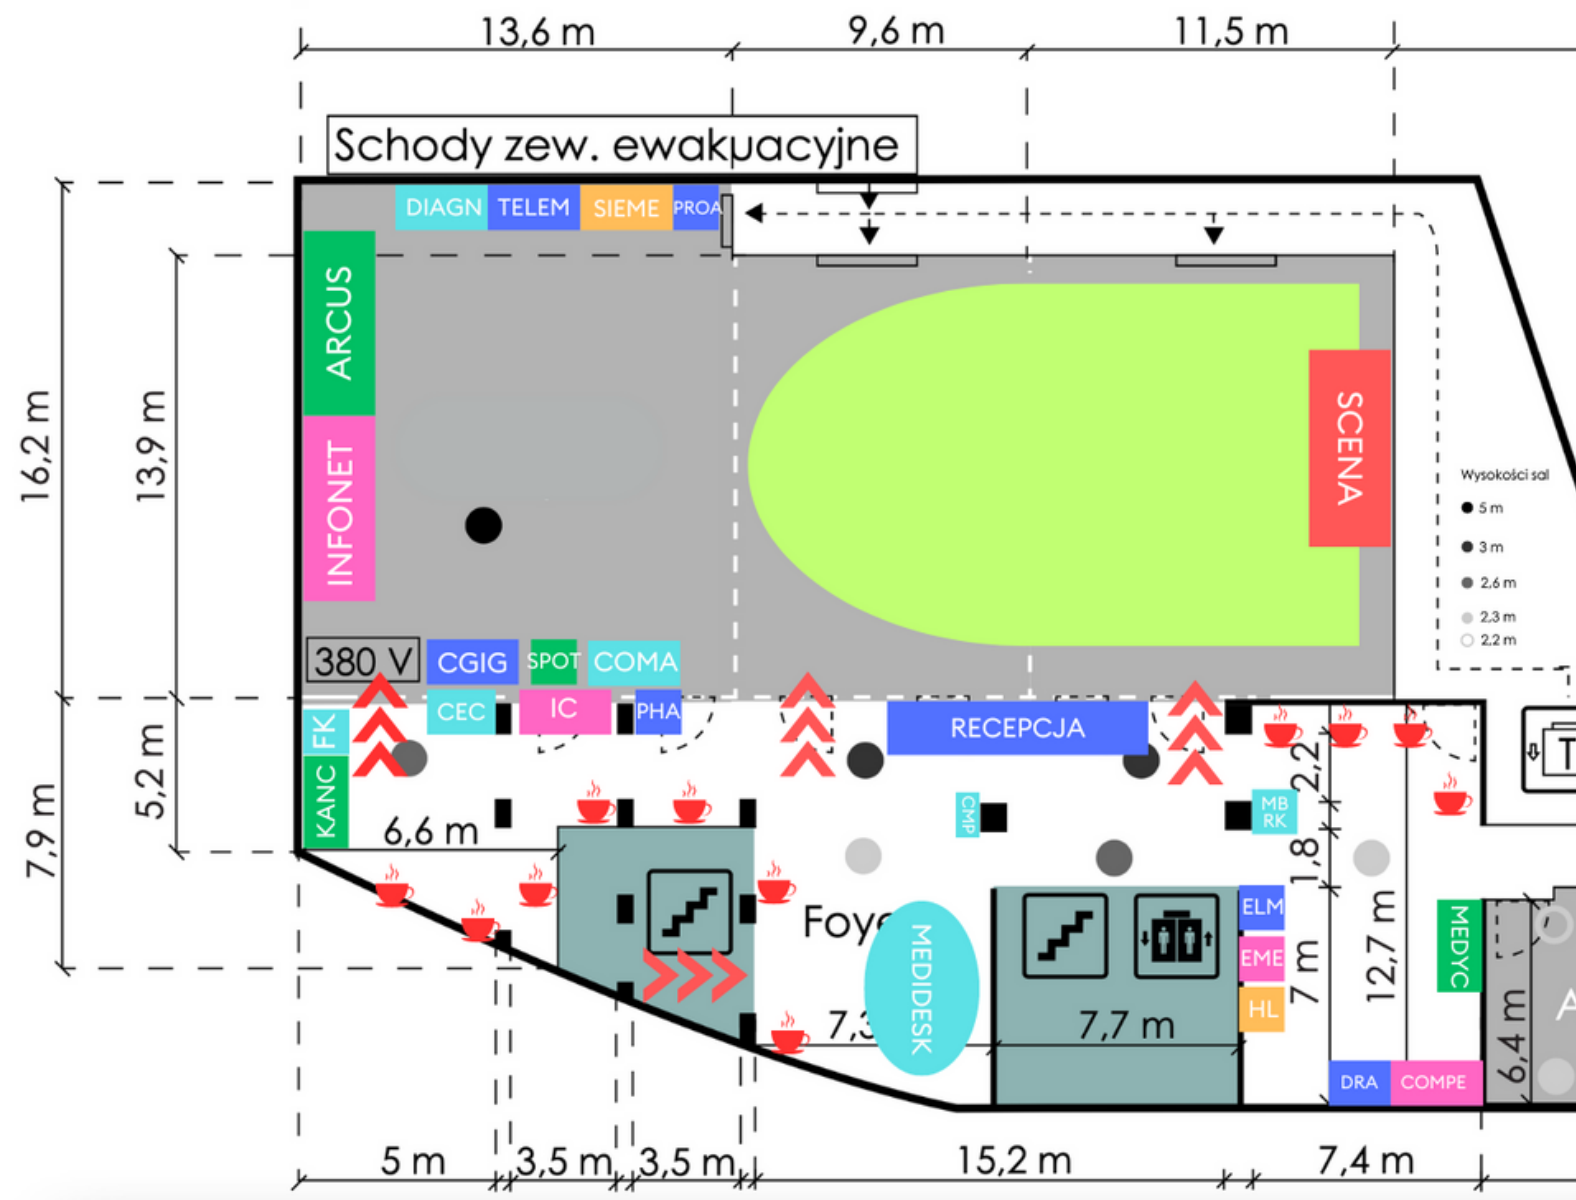 13,6 m
9,6 m
11,5 m
Schody zew. ewakuacyjne
DIAGN
TELEM
SIEME
PROA
ARCUS
INFONET
SCENA
16,2 m
13,9 m
Wysokości sal
5 m
3 m
2,6 m
2,3 m
2,2 m
380 V
CGIG
SPOT
COMA
CEC
IC
PHA
RECEPCJA
FK
KANC
5,2 m
7,9 m
6,6 m
CMP
MB
RK
2,2
1,8
T
Foye
MEDIDESK
ELM
EME
HL
7 m
12,7 m
MEDYC
7,3
7,7 m
6,4 m
A
DRA
COMPE
5 m
3,5 m
3,5 m
15,2 m
7,4 m